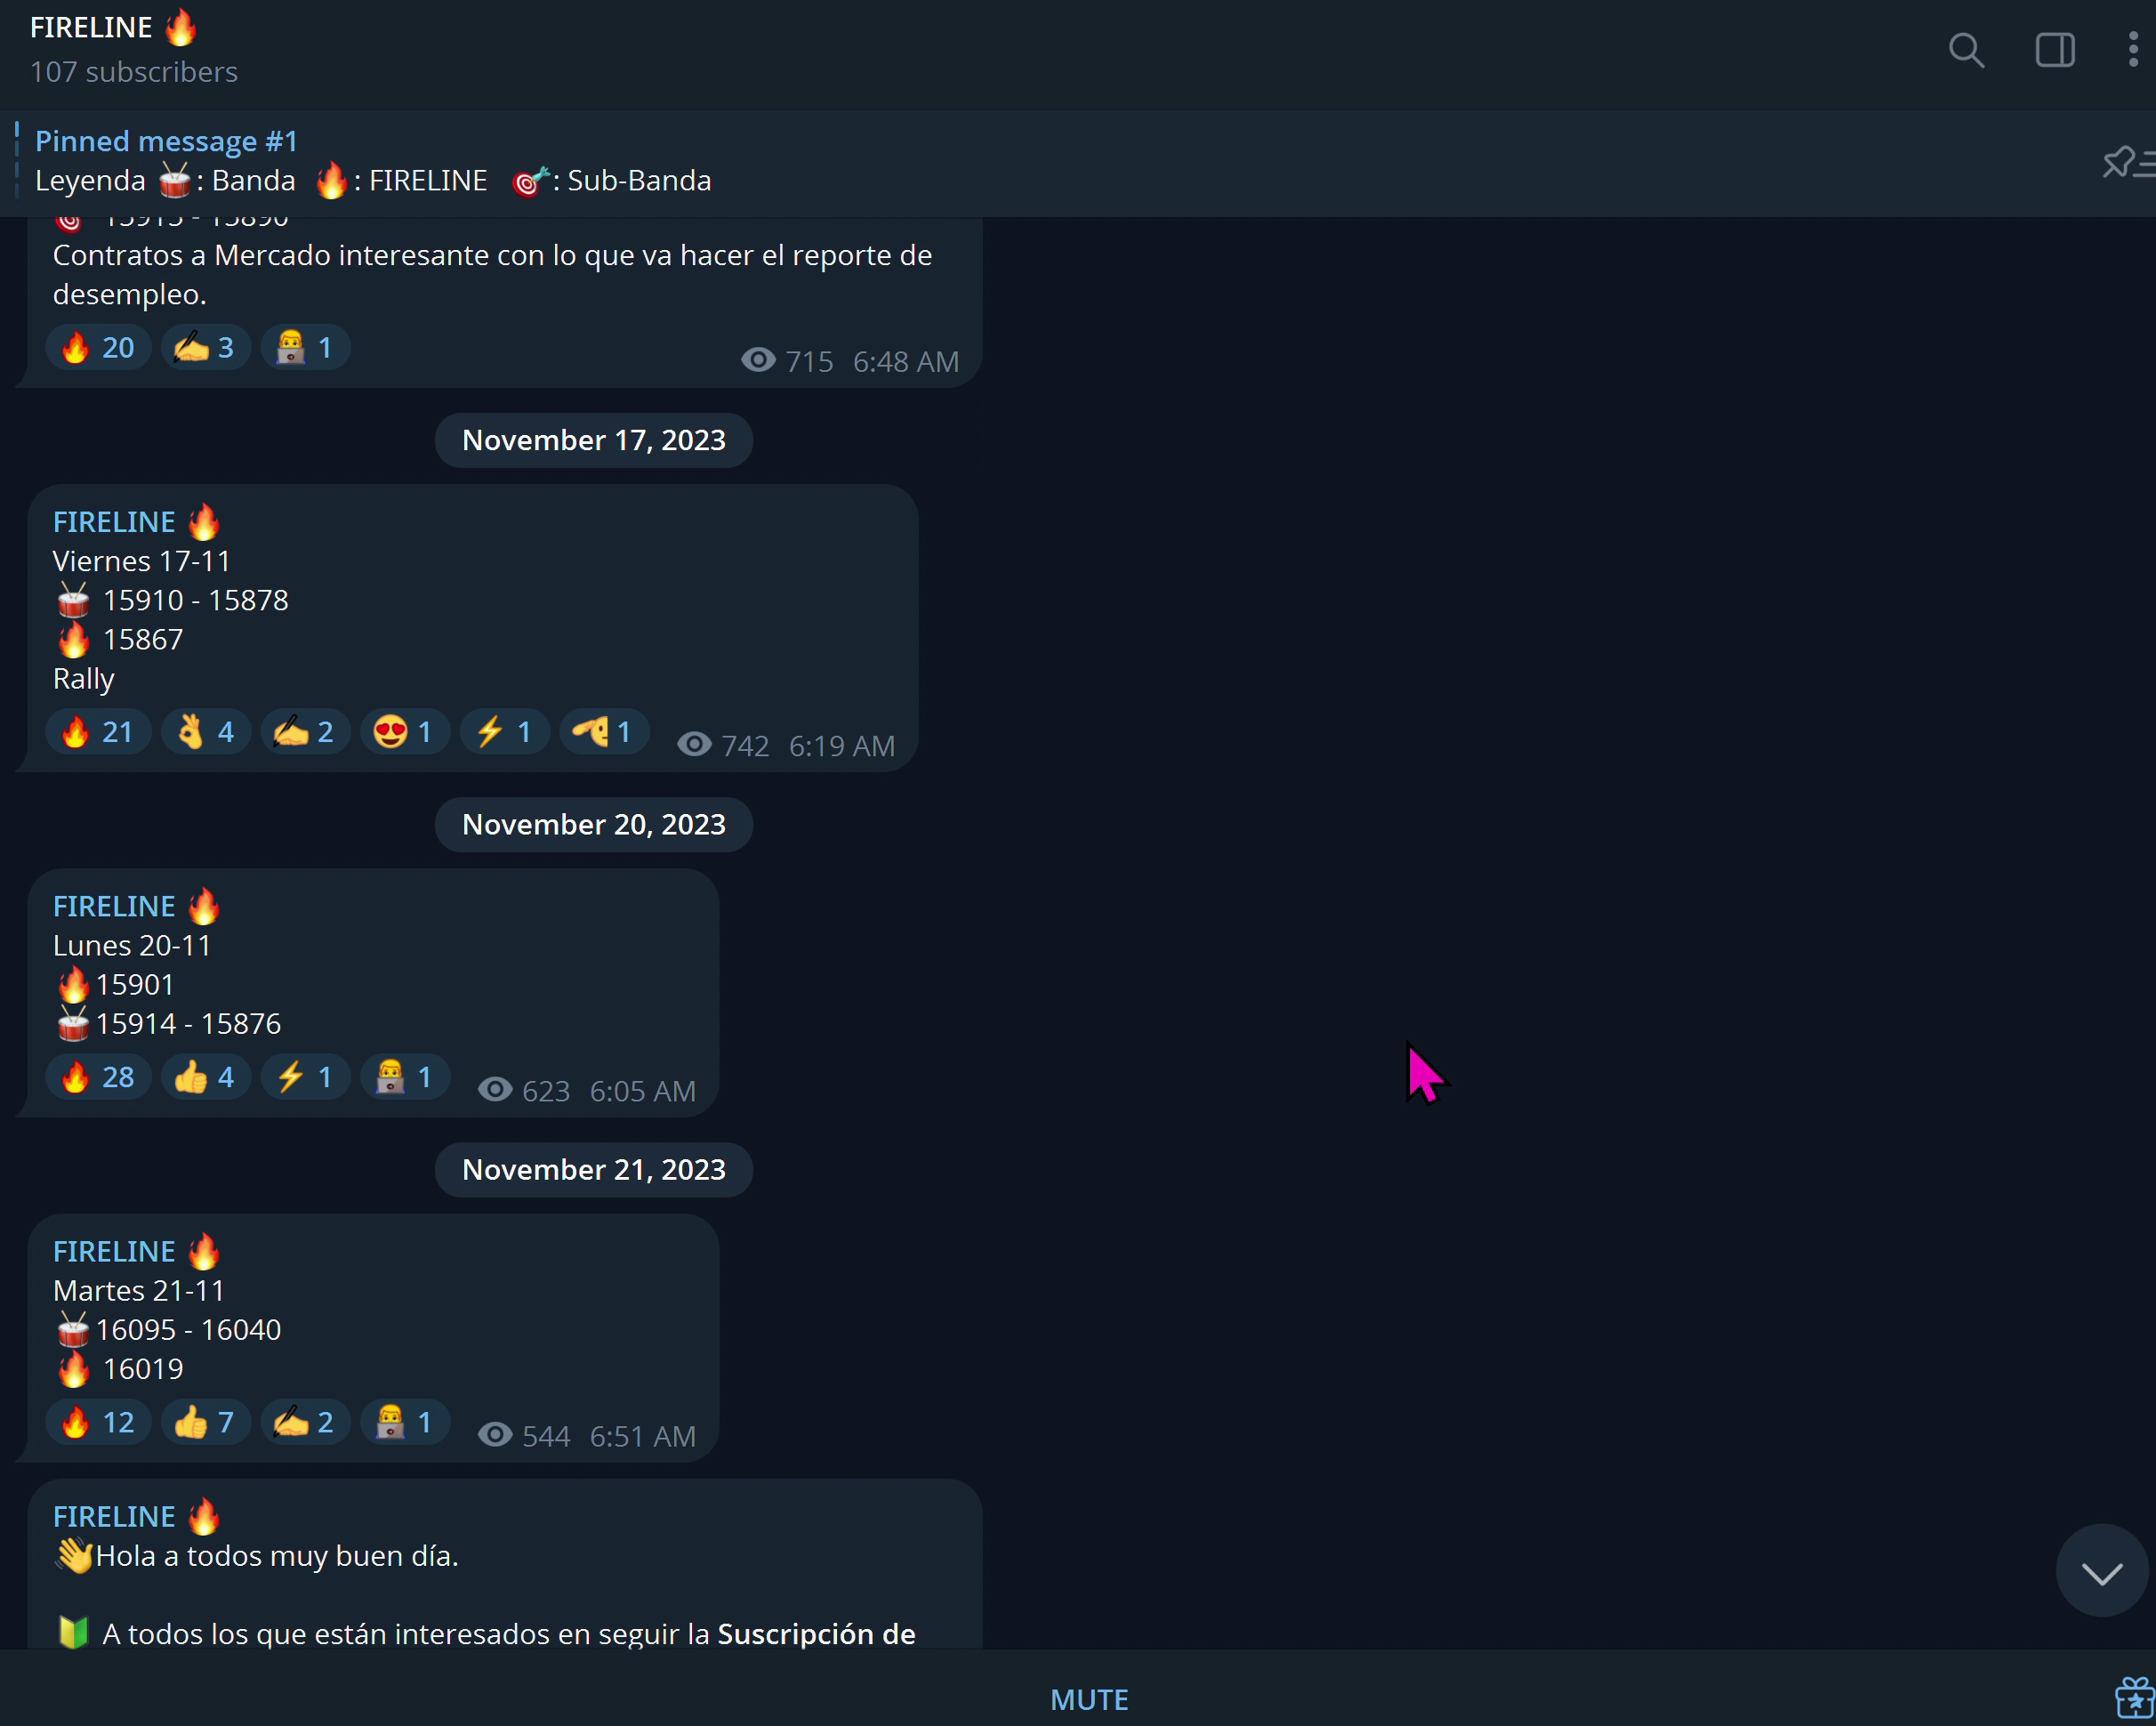 FIRELINE 🔥
107 subscribers
Pinned message #1
Leyenda 🥁: Banda 🔥: FIRELINE 🎯: Sub-Banda
🎯 15915 - 15890
Contratos a Mercado interesante con lo que va hacer el reporte de
desempleo.
🔥 20 ✍️ 3 👨‍💻 1
715 6:48 AM
November 17, 2023
FIRELINE 🔥
Viernes 17-11
🥁 15910 - 15878
🔥 15867
Rally
🔥 21 👌 4 ✍️ 2 😍 1 ⚡ 1 🫡 1 742 6:19 AM
November 20, 2023
FIRELINE 🔥
Lunes 20-11
🔥15901
🥁15914 - 15876
🔥 28 👍 4 ⚡ 1 👨‍💻 1 623 6:05 AM
November 21, 2023
FIRELINE 🔥
Martes 21-11
🥁16095 - 16040
🔥 16019
🔥 12 👍 7 ✍️ 2 👨‍💻 1 544 6:51 AM
FIRELINE 🔥
👋Hola a todos muy buen día.
🔰 A todos los que están interesados en seguir la Suscripción de
MUTE